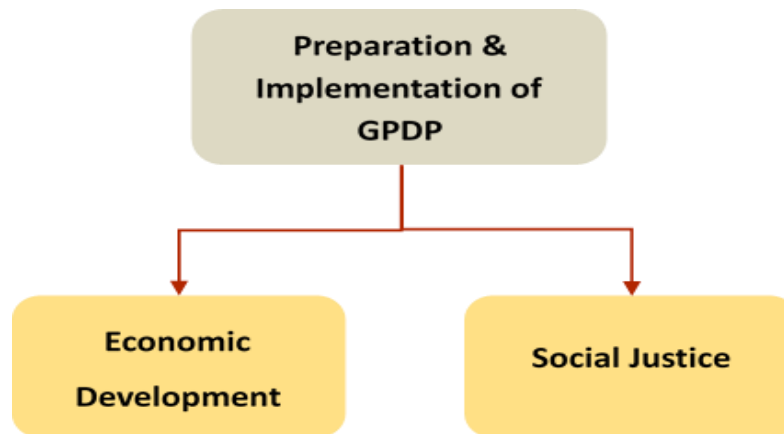 Preparation &
Implementation of
GPDP
Economic
Development
Social Justice